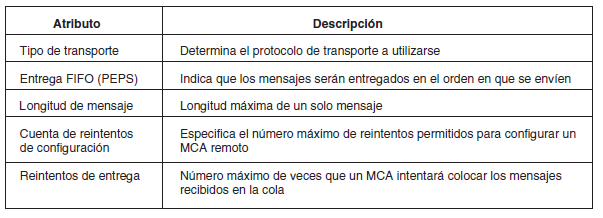 Atributo Descripción
Tipo de transporte Determina el protocolo de transporte a utilizarse
Entrega FIFO (PEPS) Indica que los mensajes serán entregados en el orden en que se envíen
Longitud de mensaje Longitud máxima de un solo mensaje
Cuenta de reintentos Especifica el número máximo de reintentos permitidos para configurar un
de configuración MCA remoto
Reintentos de entrega Número máximo de veces que un MCA intentará colocar los mensajes
recibidos en la cola